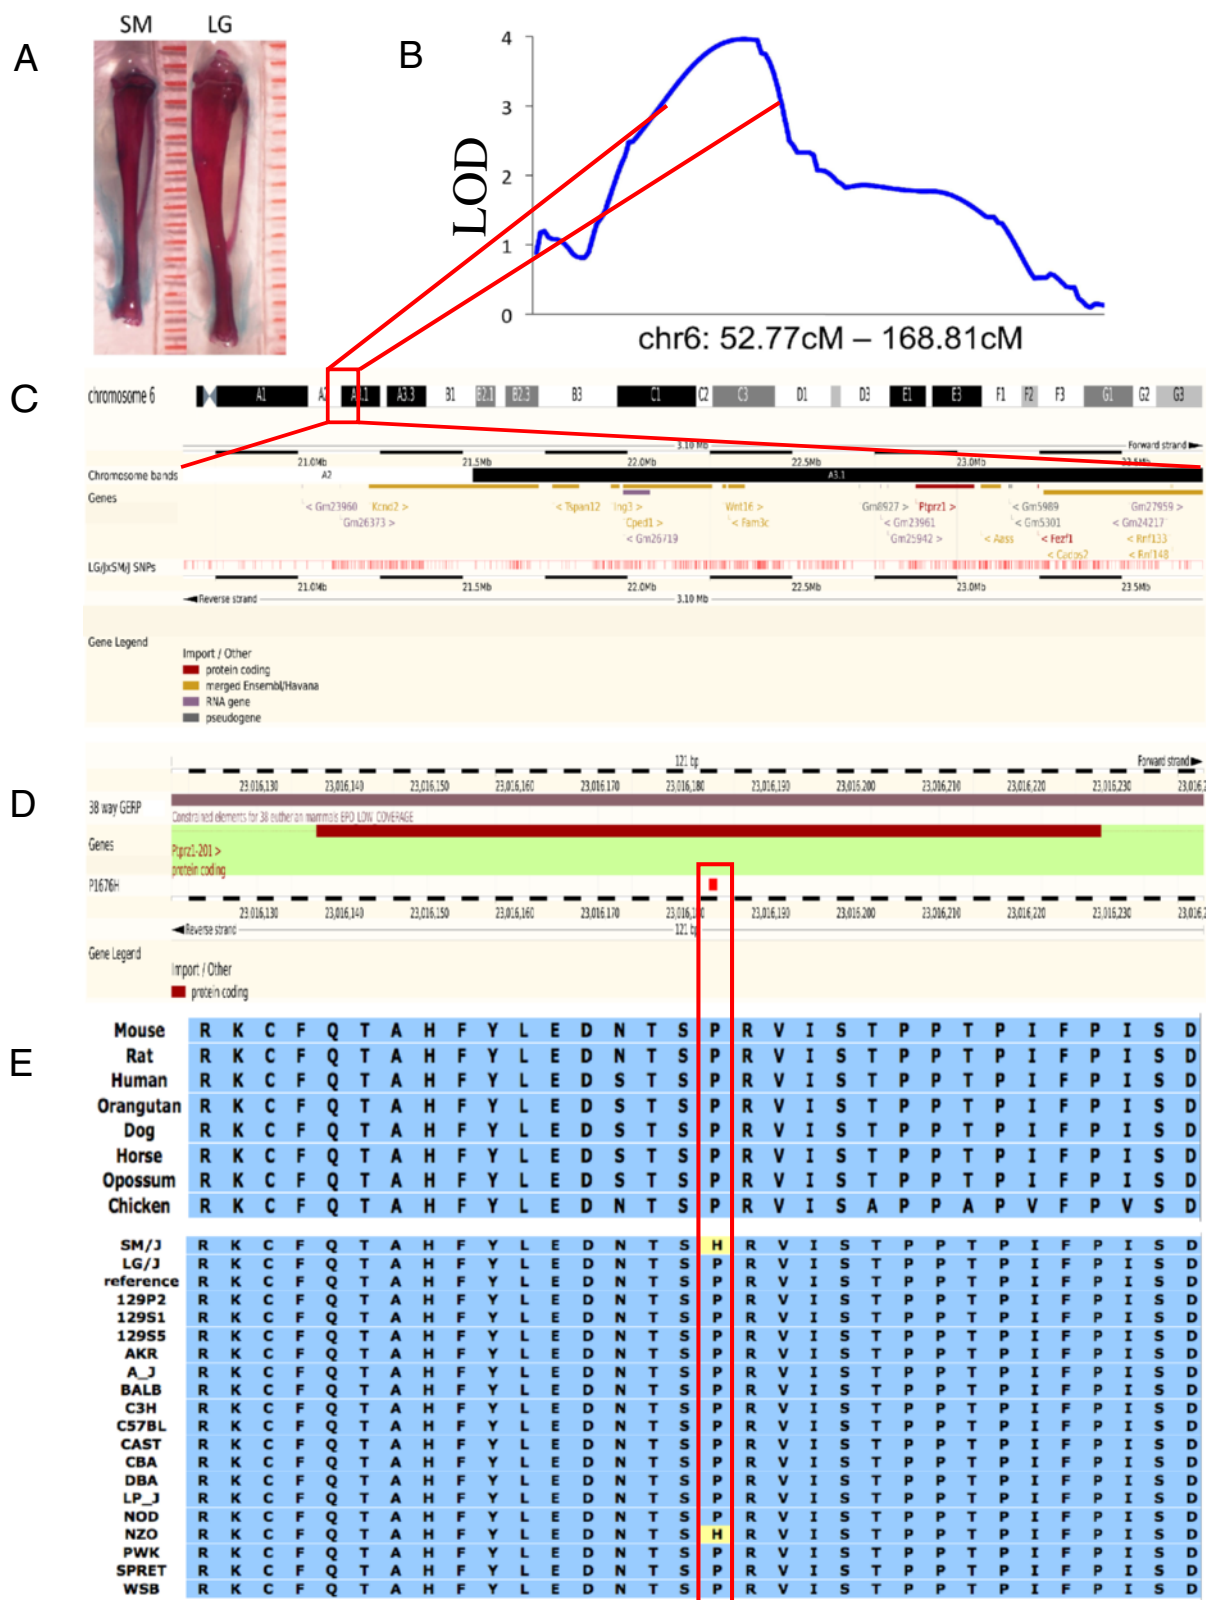 SM LG
A
B
4
3
2
1
0
LOD
chr6: 52.77cM – 168.81cM
C
chromosome 6
A1 A3.3 B1 B2.1 B2.3 B3 C1 C2 C3 D1 D3 E1 E3 F1 F2 F3 G1 G2 G3
3.10 Mb Forward strand
21.0Mb 21.5Mb 22.0Mb 22.5Mb 23.0Mb
Chromosome bands A2 A3.1
Genes
< Gm23960 Kcnd2 > < Tspan12 Ing3 > Wnt16 > Gm8927 > Ptprz1 > < Gm5989 Gm27959 >
Gm26373 > Cped1 > < Fam3c < Gm23961 < Gm5301 < Gm24217
< Gm26719 Gm25942 > < Aass < Fezf1 < Rnf133
< Cadps2 < Rnf148
LG/JxSM/J SNPs
21.0Mb 21.5Mb 22.0Mb 22.5Mb 23.0Mb 23.5Mb
Reverse strand 3.10 Mb
Gene Legend
Import / Other
protein coding
merged Ensembl/Havana
RNA gene
pseudogene
D
121 bp Forward strand
23,016,130 23,016,140 23,016,150 23,016,160 23,016,170 23,016,180 23,016,190 23,016,200 23,016,210 23,016,220 23,016,230
38 way GERP
Constrained elements for 38 eutherian mammals EPO_LOW_COVERAGE
Genes
Ptprz1-201 >
protein coding
P1676H
23,016,130 23,016,140 23,016,150 23,016,160 23,016,170 23,016,190 23,016,200 23,016,210 23,016,220 23,016,230
Reverse strand 121 bp
Gene Legend
Import / Other
protein coding
E
Mouse R K C F Q T A H F Y L E D N T S P R V I S T P P T P I F P I S D
Rat R K C F Q T A H F Y L E D N T S P R V I S T P P T P I F P I S D
Human R K C F Q T A H F Y L E D S T S P R V I S T P P T P I F P I S D
Orangutan R K C F Q T A H F Y L E D S T S P R V I S T P P T P I F P I S D
Dog R K C F Q T A H F Y L E D S T S P R V I S T P P T P I F P I S D
Horse R K C F Q T A H F Y L E D S T S P R V I S T P P T P I F P I S D
Opossum R K C F Q T A H F Y L E D S T S P R V I S T P P T P I F P I S D
Chicken R K C F Q T A H F Y L E D N T S P R V I S A P P A P V F P V S D
SM/J R K C F Q T A H F Y L E D N T S H R V I S T P P T P I F P I S D
LG/J R K C F Q T A H F Y L E D N T S P R V I S T P P T P I F P I S D
reference R K C F Q T A H F Y L E D N T S P R V I S T P P T P I F P I S D
129P2 R K C F Q T A H F Y L E D N T S P R V I S T P P T P I F P I S D
129S1 R K C F Q T A H F Y L E D N T S P R V I S T P P T P I F P I S D
129S5 R K C F Q T A H F Y L E D N T S P R V I S T P P T P I F P I S D
AKR R K C F Q T A H F Y L E D N T S P R V I S T P P T P I F P I S D
A_J R K C F Q T A H F Y L E D N T S P R V I S T P P T P I F P I S D
BALB R K C F Q T A H F Y L E D N T S P R V I S T P P T P I F P I S D
C3H R K C F Q T A H F Y L E D N T S P R V I S T P P T P I F P I S D
C57BL R K C F Q T A H F Y L E D N T S P R V I S T P P T P I F P I S D
CAST R K C F Q T A H F Y L E D N T S P R V I S T P P T P I F P I S D
CBA R K C F Q T A H F Y L E D N T S P R V I S T P P T P I F P I S D
DBA R K C F Q T A H F Y L E D N T S P R V I S T P P T P I F P I S D
LP_J R K C F Q T A H F Y L E D N T S P R V I S T P P T P I F P I S D
NOD R K C F Q T A H F Y L E D N T S P R V I S T P P T P I F P I S D
NZO R K C F Q T A H F Y L E D N T S H R V I S T P P T P I F P I S D
PWK R K C F Q T A H F Y L E D N T S P R V I S T P P T P I F P I S D
SPRET R K C F Q T A H F Y L E D N T S P R V I S T P P T P I F P I S D
WSB R K C F Q T A H F Y L E D N T S P R V I S T P P T P I F P I S D